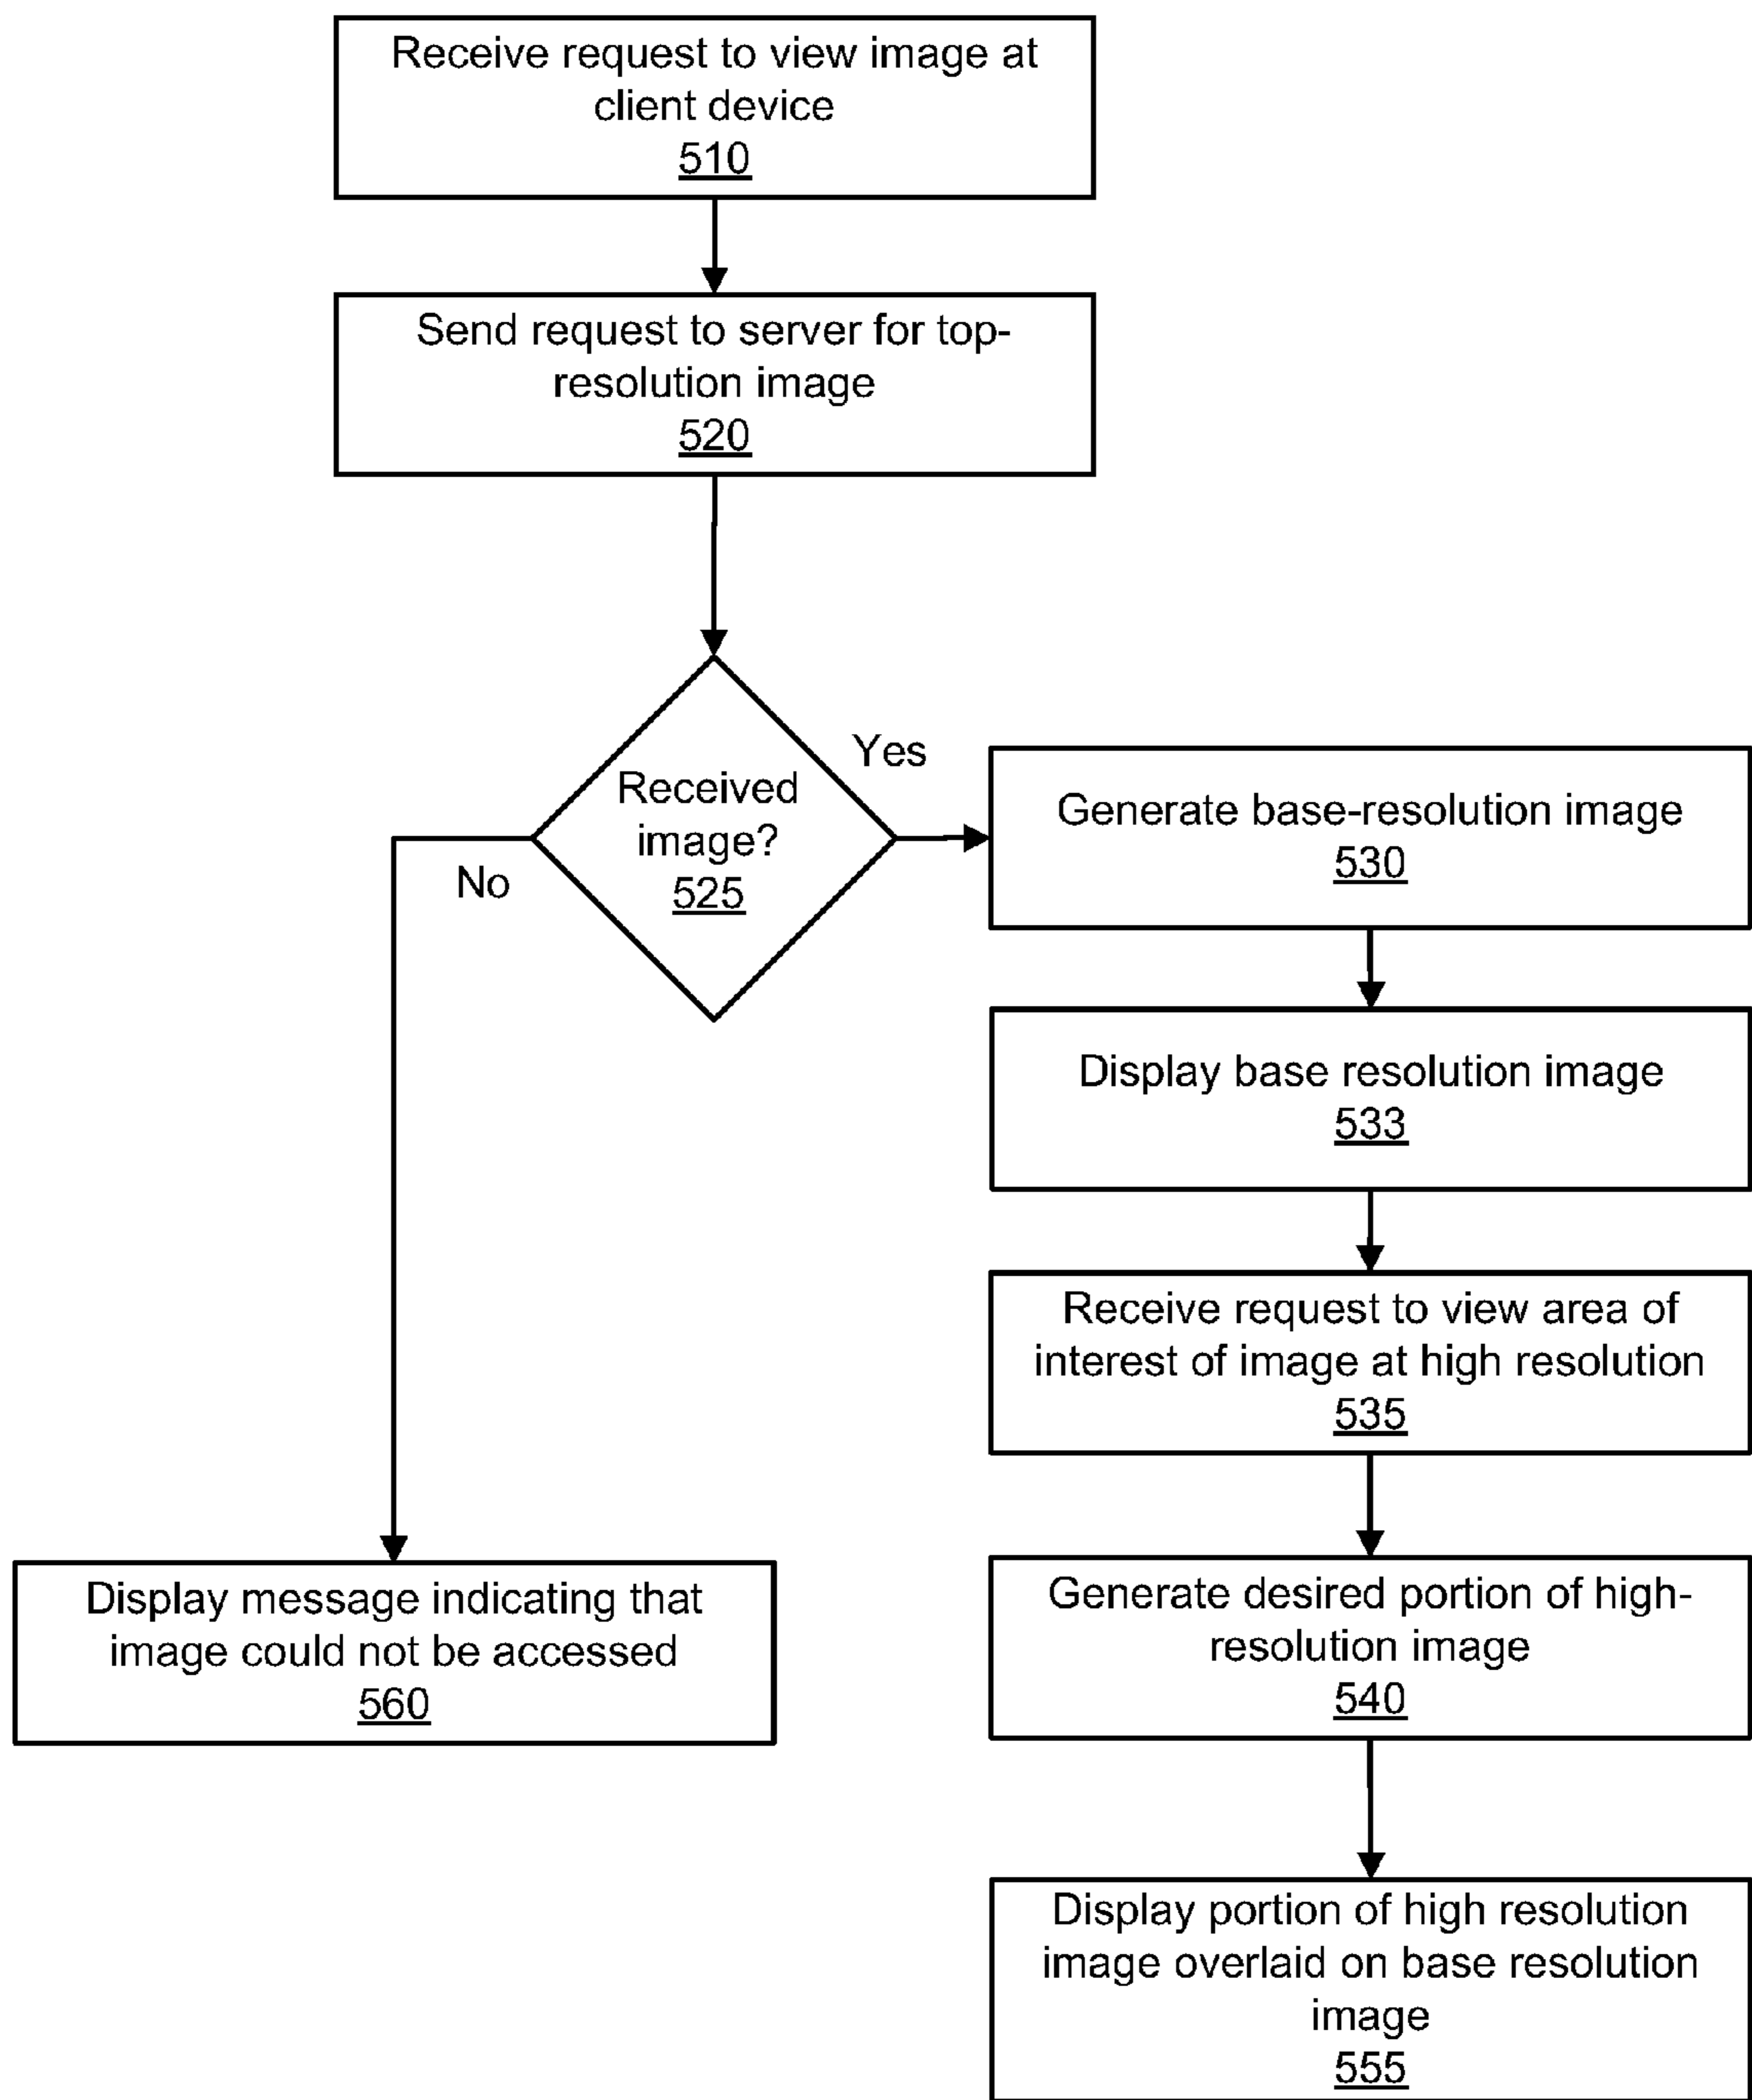 Receive request to view image at
client device
510
Send request to server for top-
resolution image
520
Received
image?
525
Yes
No
Generate base-resolution image
530
Display base resolution image
533
Receive request to view area of
interest of image at high resolution
535
Generate desired portion of high-
resolution image
540
Display portion of high resolution
image overlaid on base resolution
image
555
Display message indicating that
image could not be accessed
560